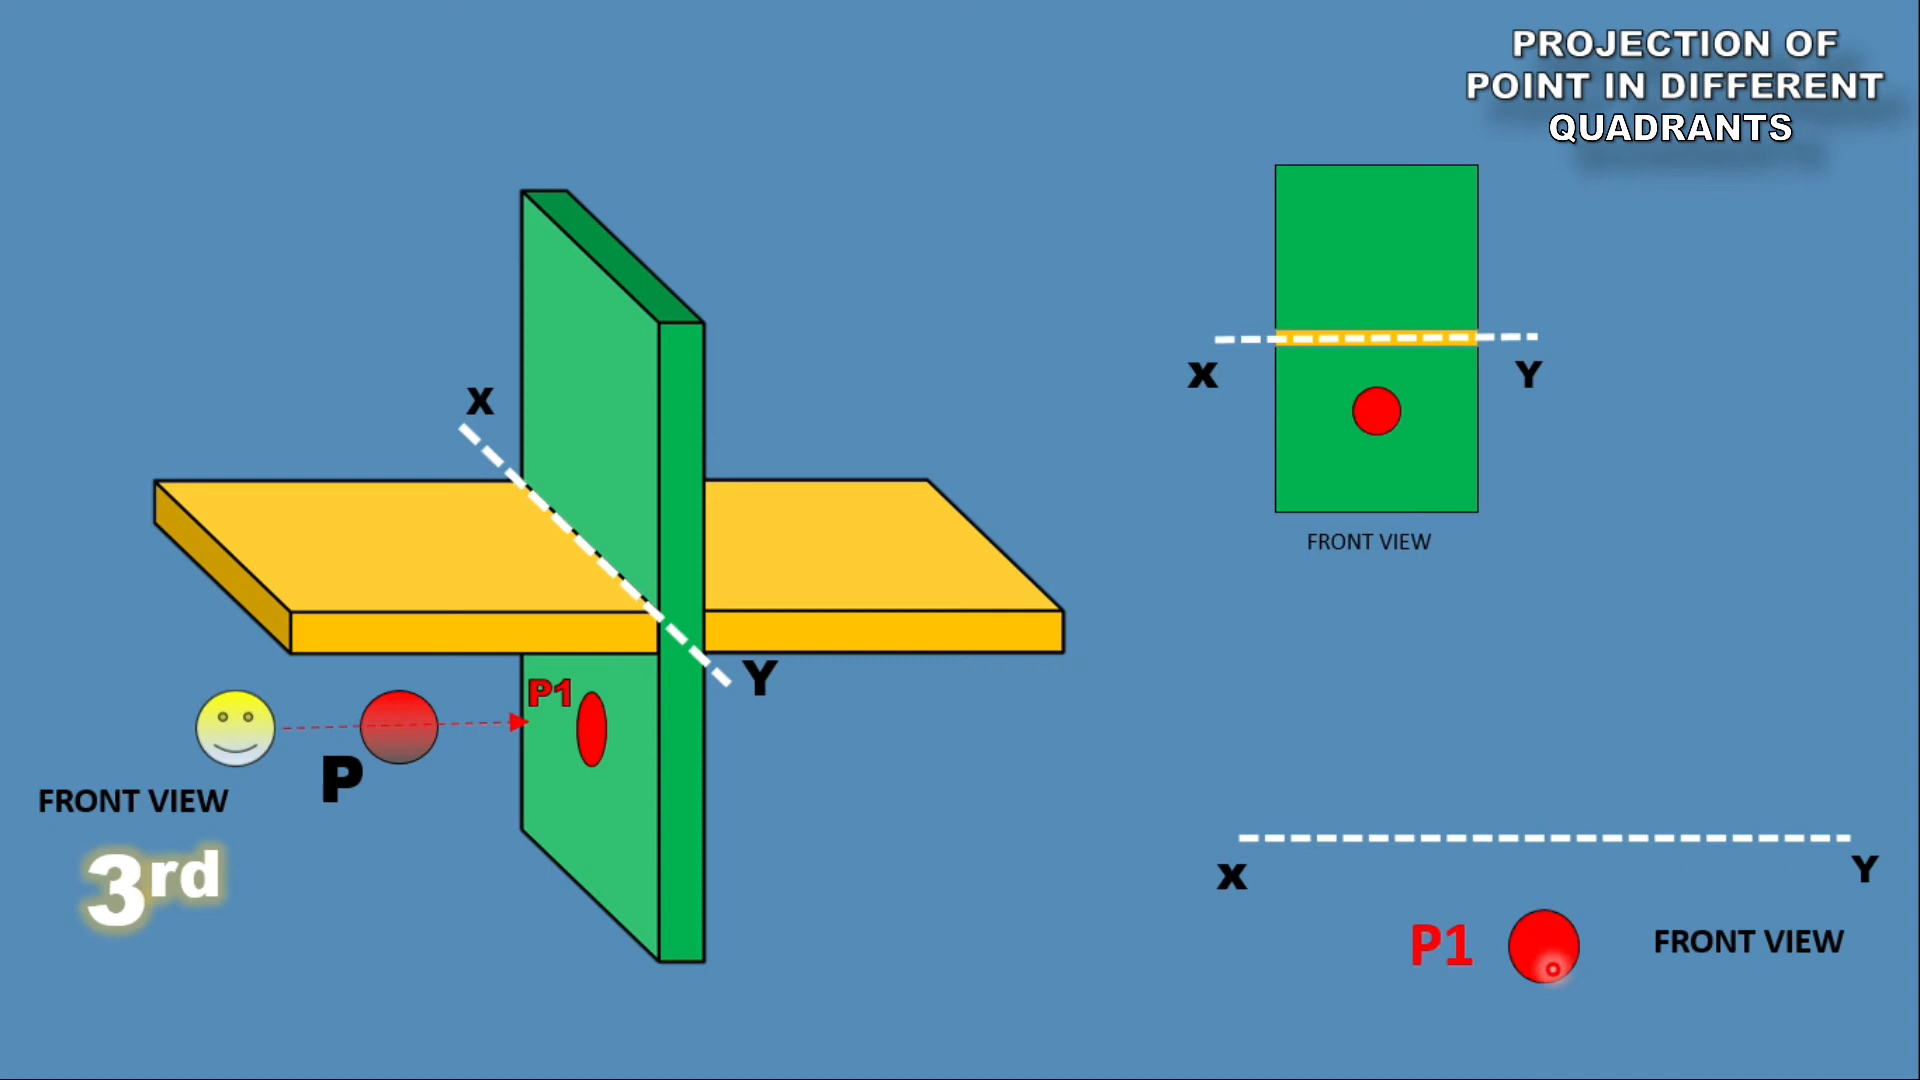 PROJECTION OF
POINT IN DIFFERENT
QUADRANTS
X
Y
X
Y
FRONT VIEW
P1
P
FRONT VIEW
3rd
X
Y
P1
FRONT VIEW